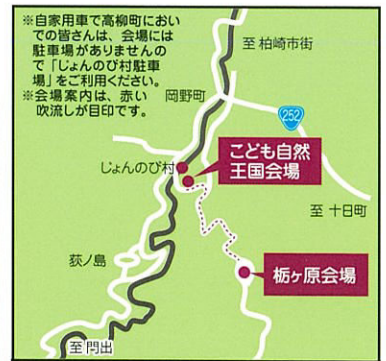 ※自家用車で高柳町におい
での皆さんは、会場には
駐車場がありませんの
で「じょんのび村駐車
場」をご利用ください。
※会場案内は、赤い
吹流しが目印です。
至 柏崎市街
岡野町
252
こども自然
王国会場
じょんのび村
至 十日町
荻ノ島
栃ヶ原会場
至 門出